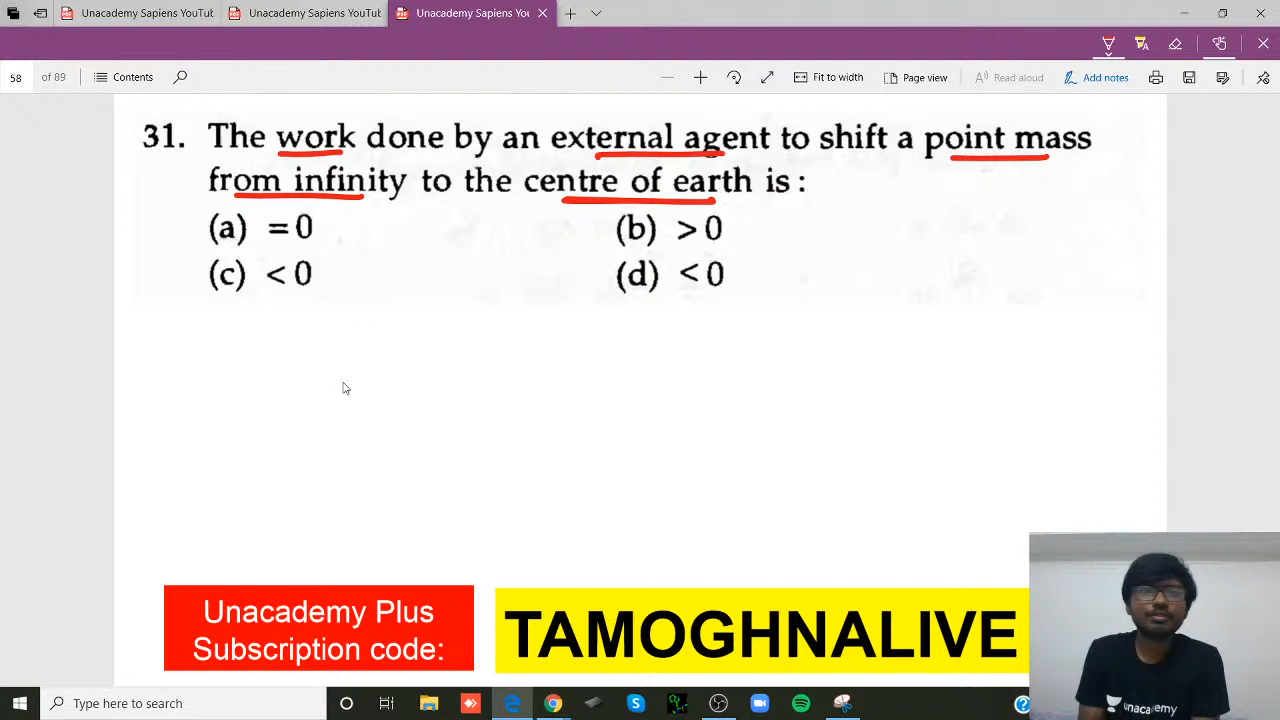 Unacademy Sapiens YouTut
Unacademy Sapiens YouTut
Unacademy Sapiens You
58 of 89 Contents Fit to width Page view Read aloud Add notes
31. The work done by an external agent to shift a point mass
from infinity to the centre of earth is :
(a) = 0 (b) > 0
(c) < 0 (d) < 0
Unacademy Plus
Subscription code:
TAMOGHNALIVE
unacademy
Type here to search